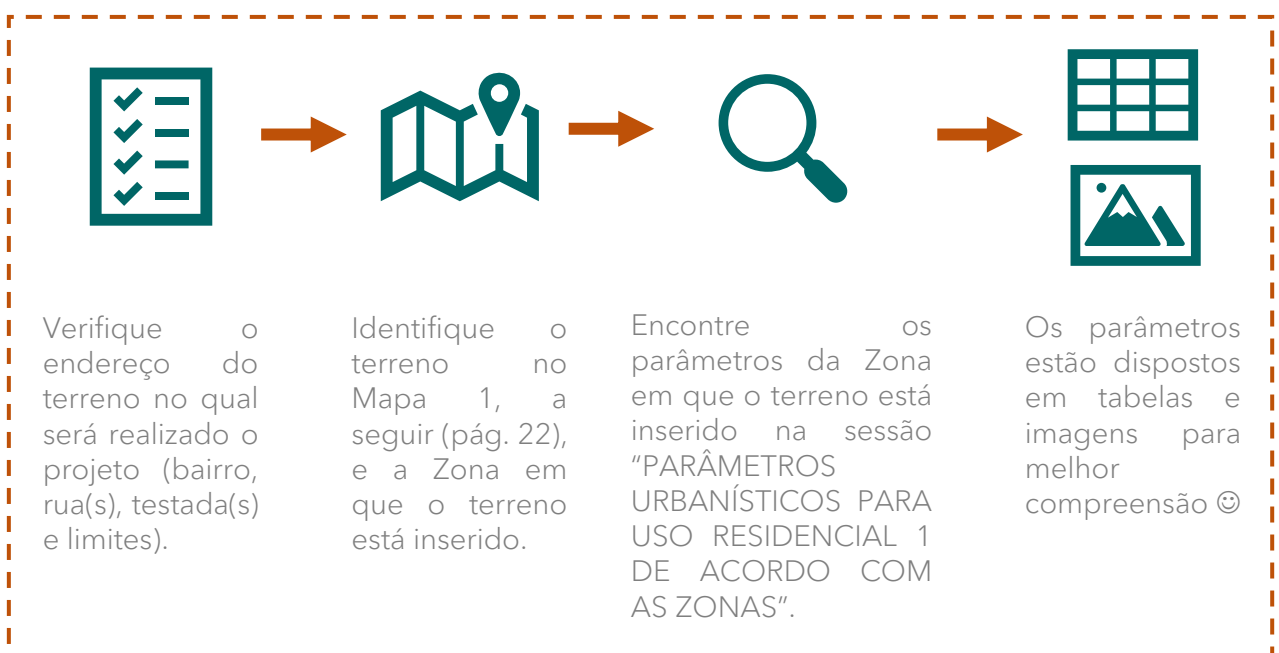 Verifique o
endereço do
terreno no qual
será realizado o
projeto (bairro,
rua(s), testada(s)
e limites).
Identifique o
terreno no
Mapa 1, a
seguir (pág. 22),
e a Zona em
que o terreno
está inserido.
Encontre os
parâmetros da Zona
em que o terreno está
inserido na sessão
“PARÂMETROS
URBANÍSTICOS PARA
USO RESIDENCIAL 1
DE ACORDO COM
AS ZONAS”.
Os parâmetros
estão dispostos
em tabelas e
imagens para
melhor
compreensão ☺